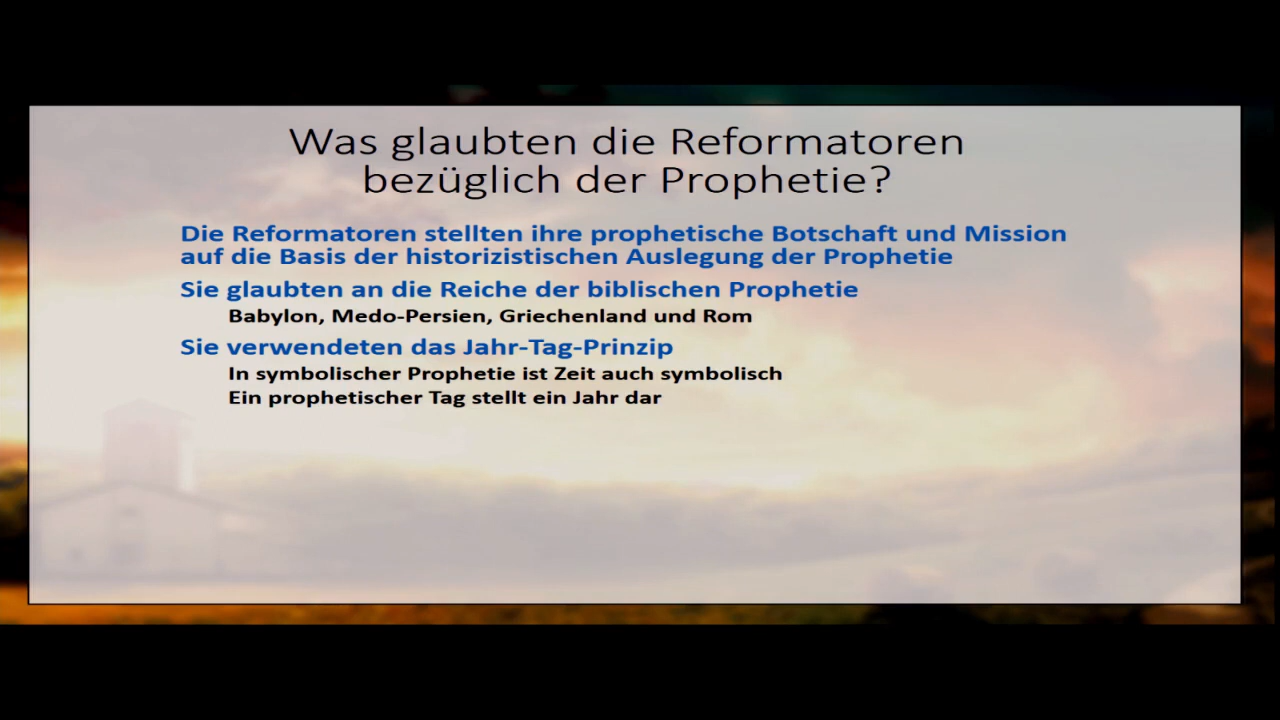 Was glaubten die Reformatoren
bezüglich der Prophetie?
Die Reformatoren stellten ihre prophetische Botschaft und Mission
auf die Basis der historizistischen Auslegung der Prophetie
Sie glaubten an die Reiche der biblischen Prophetie
Babylon, Medo-Persien, Griechenland und Rom
Sie verwendeten das Jahr-Tag-Prinzip
In symbolischer Prophetie ist Zeit auch symbolisch
Ein prophetischer Tag stellt ein Jahr dar